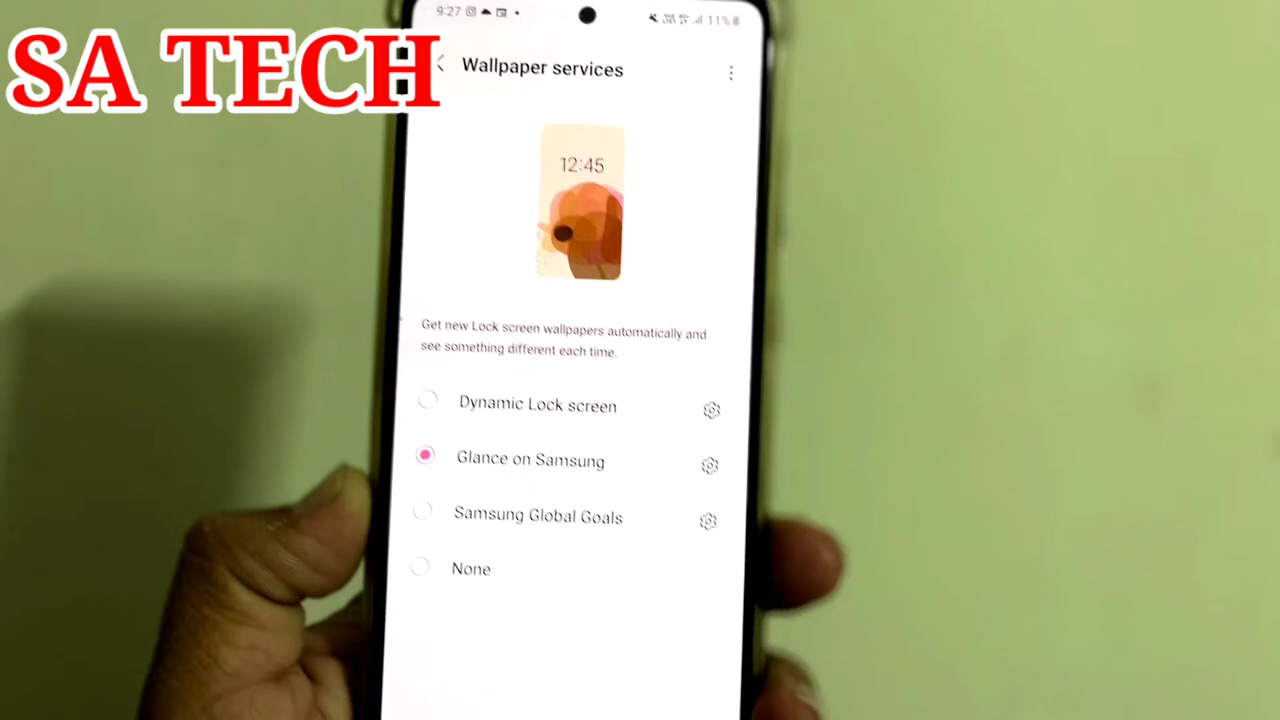 SA TECH
9:27
11%
Wallpaper services
12:45
Get new Lock screen wallpapers automatically and
see something different each time.
Dynamic Lock screen
Glance on Samsung
Samsung Global Goals
None